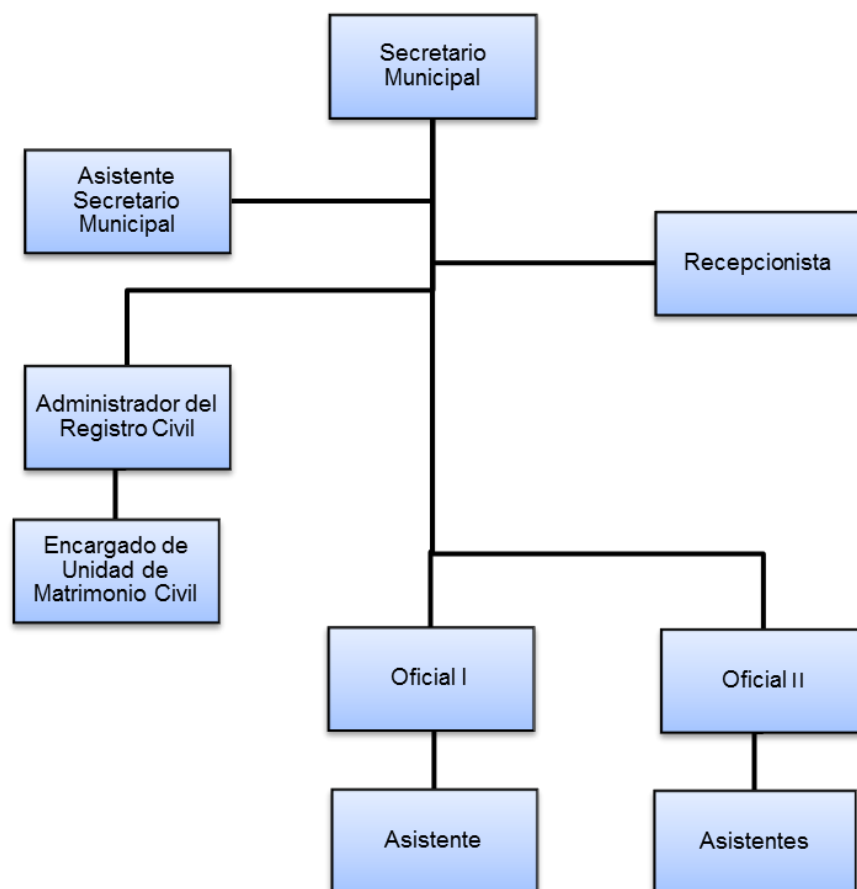 Secretario
Municipal
Asistente
Secretario
Municipal
Recepcionista
Administrador del
Registro Civil
Encargado de
Unidad de
Matrimonio Civil
Oficial I
Oficial II
Asistente
Asistentes